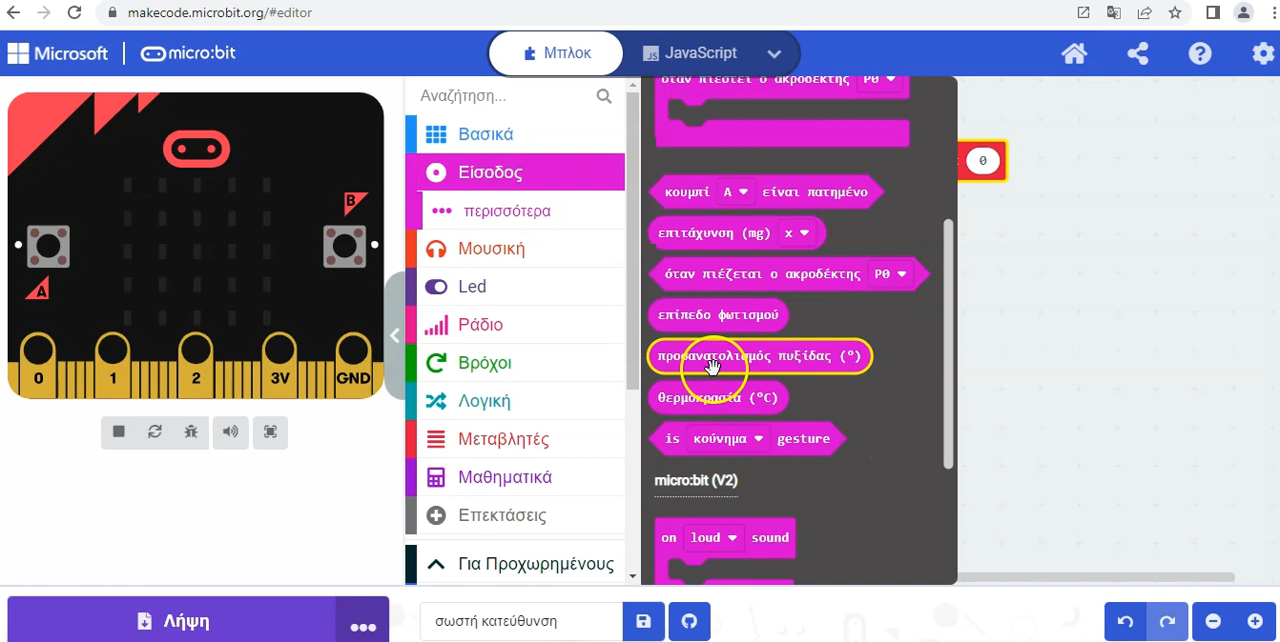 makecode.microbit.org/#editor
Microsoft
micro:bit
Μπλοκ
JS
JavaScript
B
A
0 1 2 3V GND
Αναζήτηση...
Βασικά
Είσοδος
περισσότερα
Μουσική
Led
Ράδιο
Βρόχοι
Λογική
Μεταβλητές
Μαθηματικά
Επεκτάσεις
Για Προχωρημένους
όταν πιεστεί ο ακροδέκτης P0
κουμπί A είναι πατημένο
επιτάχυνση (mg) x
όταν πιέζεται ο ακροδέκτης P0
επίπεδο φωτισμού
προσανατολισμός πυξίδας (°)
θερμοκρασία (°C)
is κούνημα gesture
micro:bit (V2)
on loud sound
0
Λήψη
σωστή κατεύθυνση